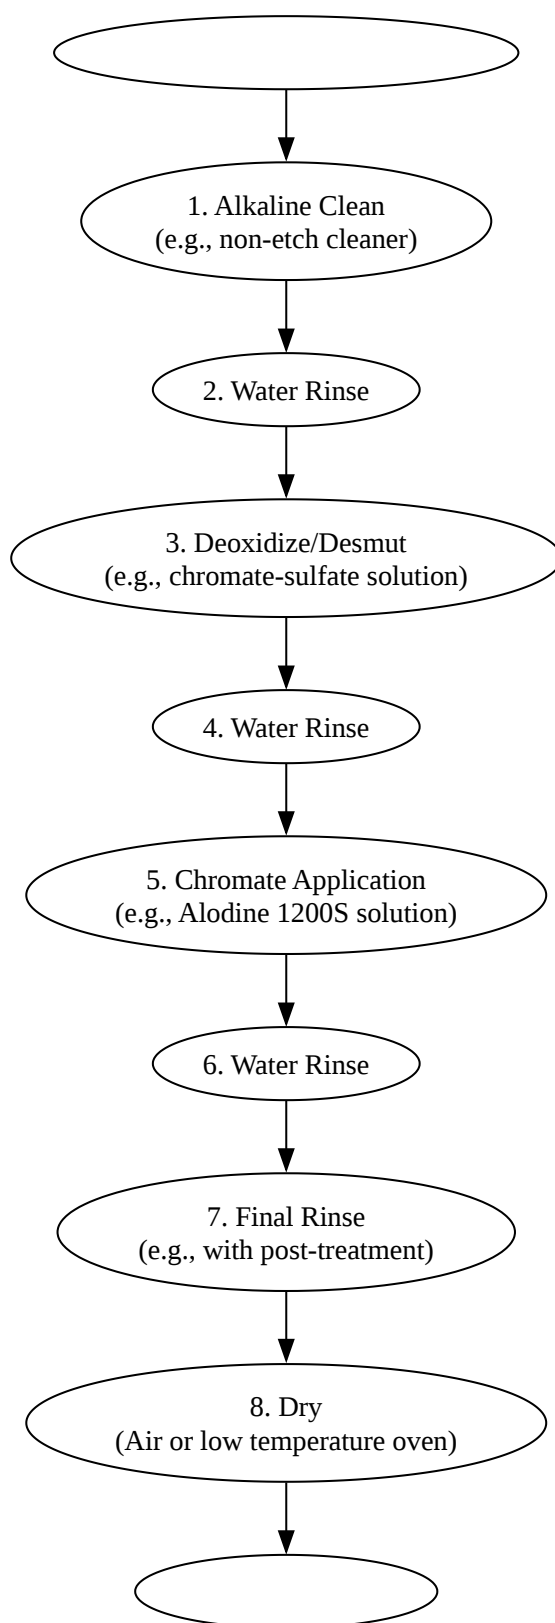 1. Alkaline Clean
(e.g., non-etch cleaner)
2. Water Rinse
3. Deoxidize/Desmut
(e.g., chromate-sulfate solution)
4. Water Rinse
5. Chromate Application
(e.g., Alodine 1200S solution)
6. Water Rinse
7. Final Rinse
(e.g., with post-treatment)
8. Dry
(Air or low temperature oven)